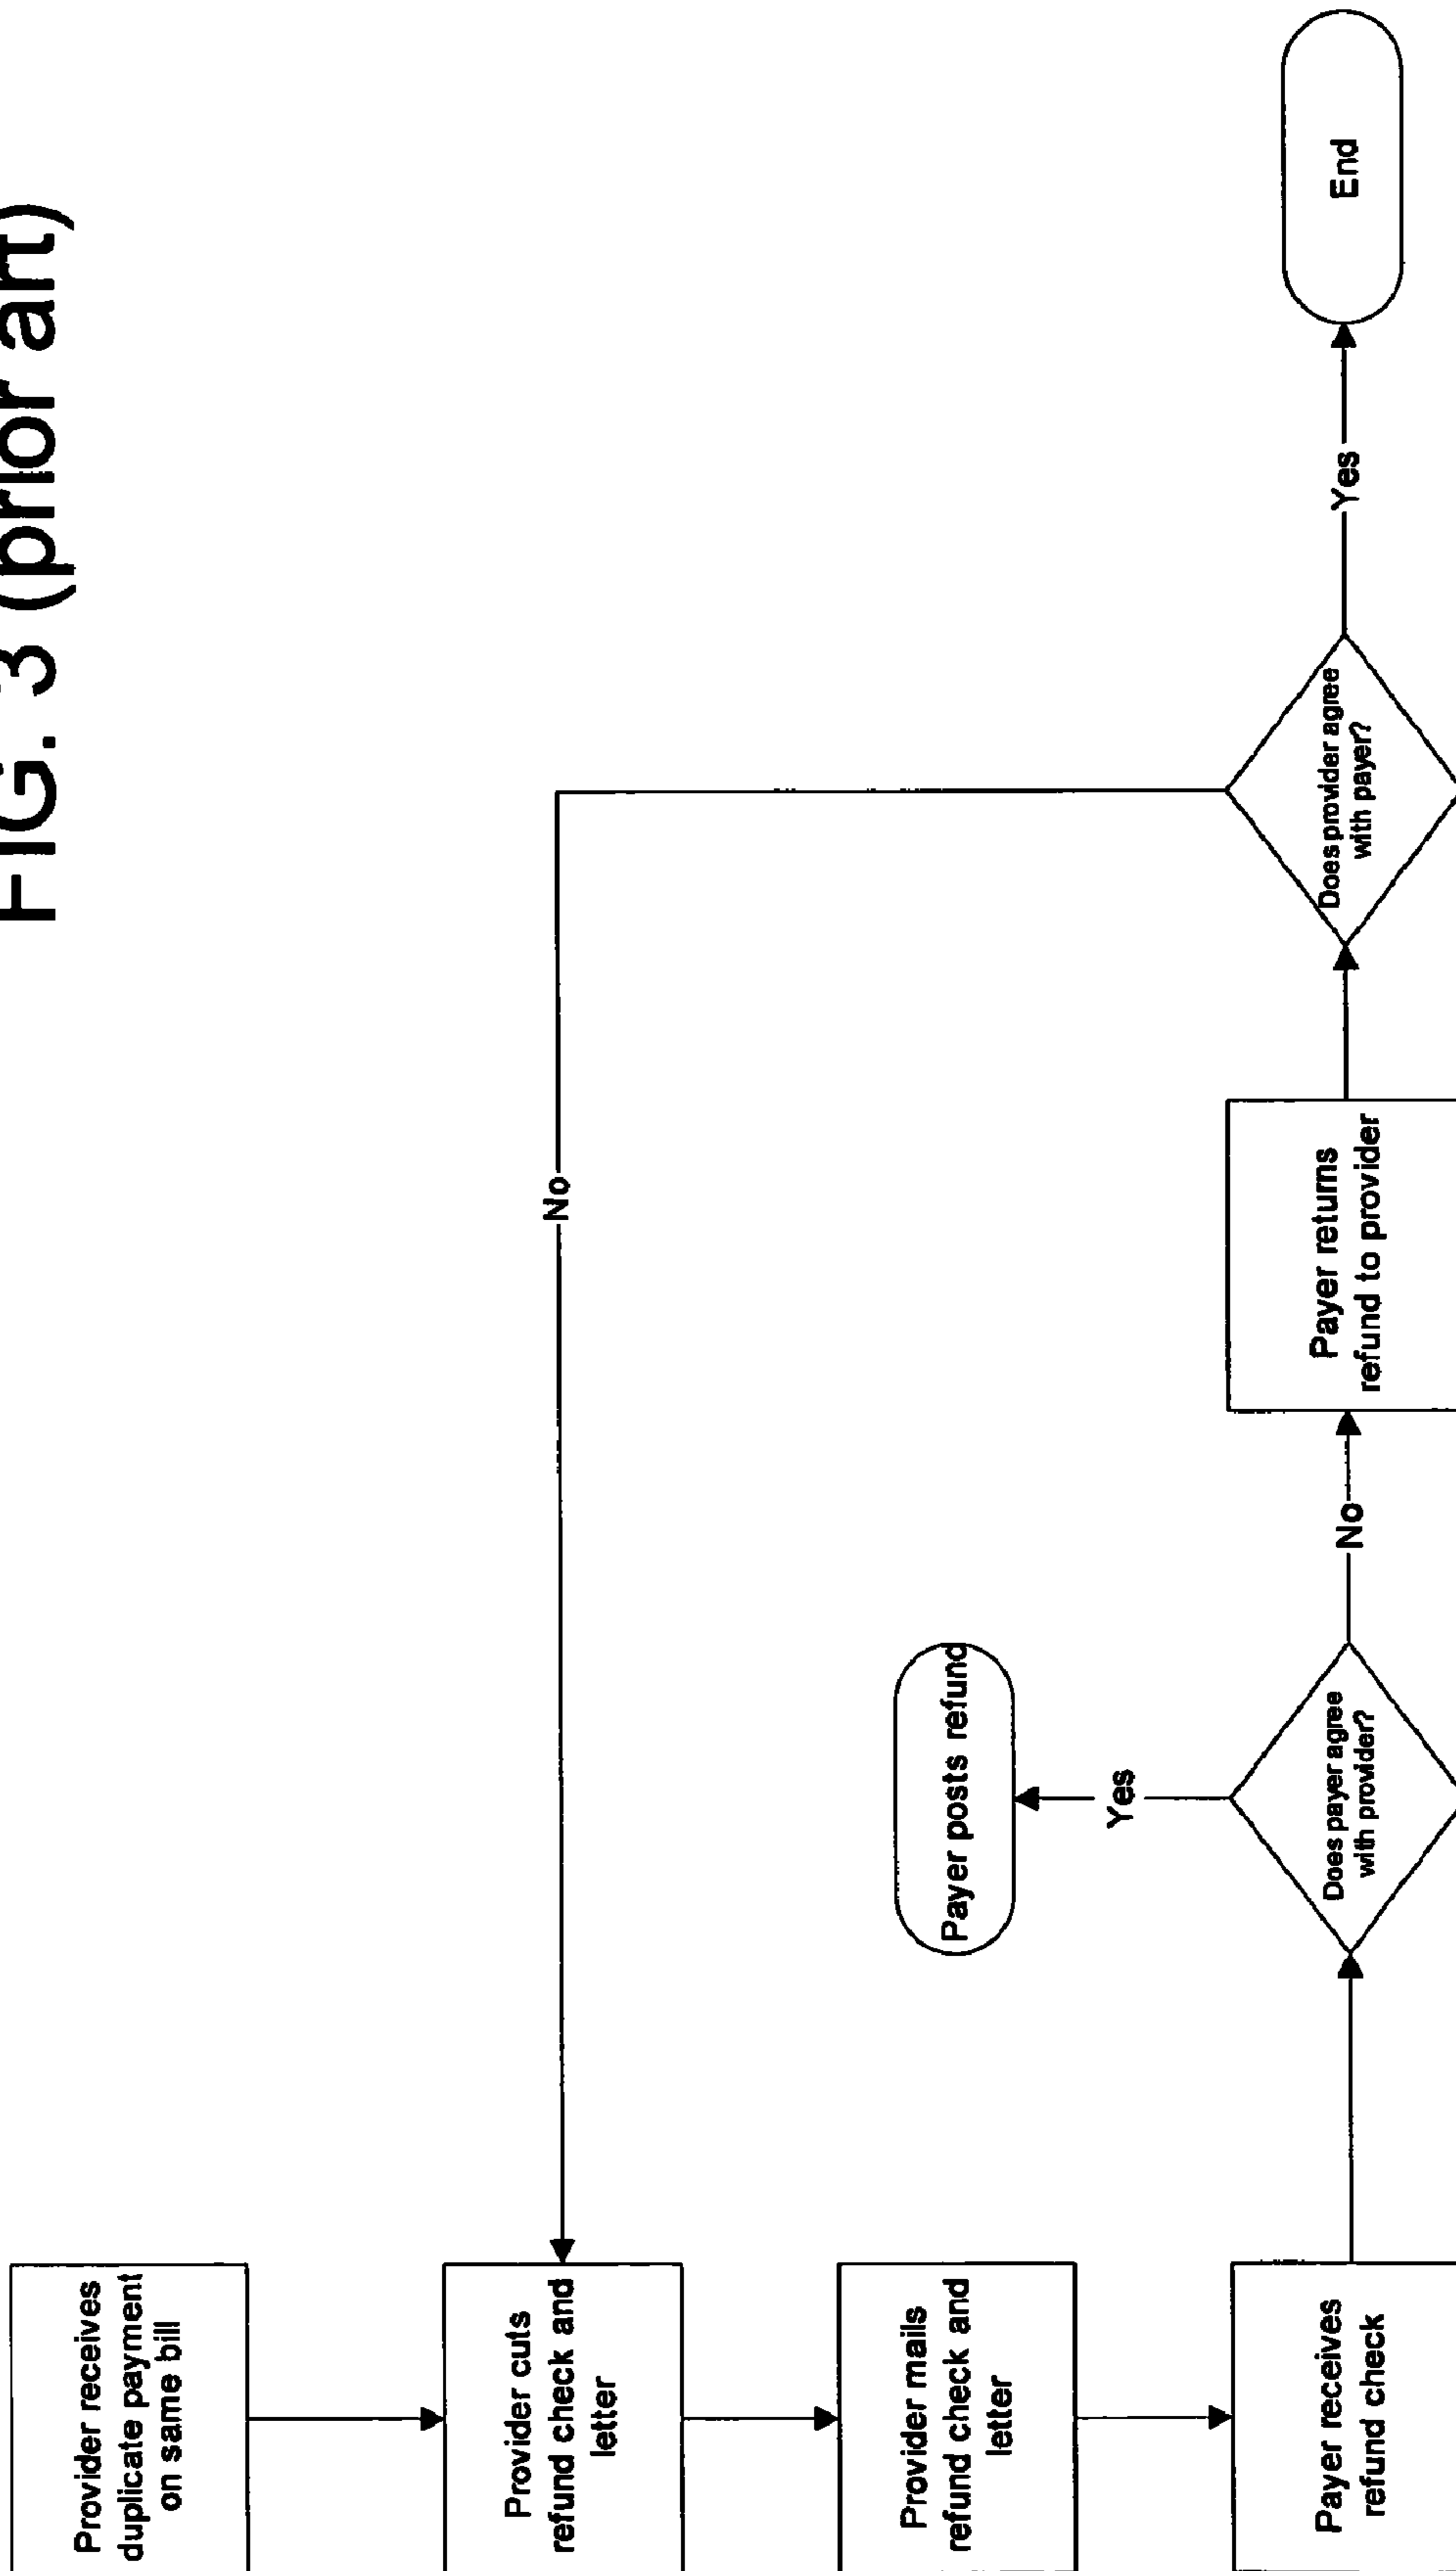 FIG. 3 (prior art)
Provider receives
duplicate payment
on same bill
Provider cuts
refund check and
letter
No
Provider mails
refund check and
letter
Payer posts refund
Yes
Payer receives
refund check
Does payer agree
with provider?
No
Payer returns
refund to provider
Does provider agree
with payer?
Yes
End